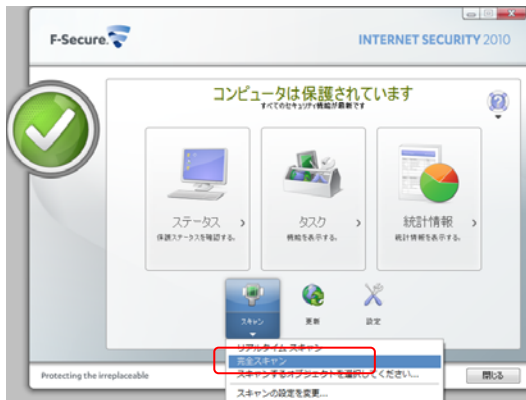 F-Secure.
INTERNET SECURITY 2010
コンピュータは保護されています
すべてのセキュリティ機能が最新です
ステータス
保護ステータスを確認する。
タスク
機能を表示する。
統計情報
統計情報を表示する。
スキャン
更新
設定
リアルタイム スキャン
完全スキャン
スキャンするオブジェクトを選択してください...
スキャンの設定を変更...
Protecting the irreplaceable
閉じる